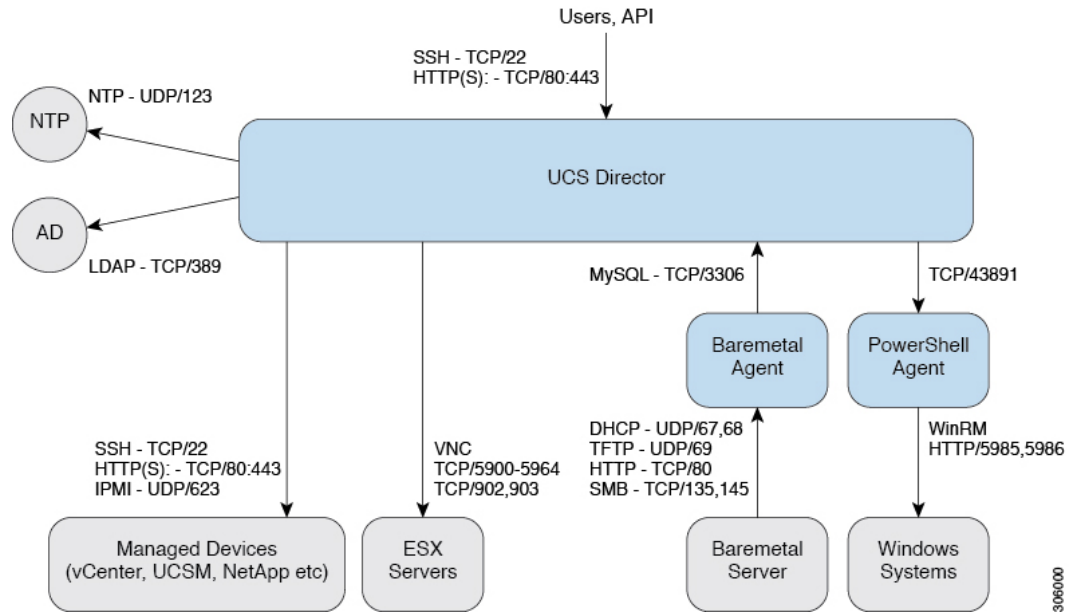 Users, API
SSH - TCP/22
HTTP(S): - TCP/80:443
NTP - UDP/123
NTP
UCS Director
AD
LDAP - TCP/389
MySQL - TCP/3306
TCP/43891
Baremetal
Agent
PowerShell
Agent
SSH - TCP/22
HTTP(S): - TCP/80:443
IPMI - UDP/623
VNC
TCP/5900-5964
TCP/902,903
DHCP - UDP/67,68
TFTP - UDP/69
HTTP - TCP/80
SMB - TCP/135,145
WinRM
HTTP/5985,5986
Managed Devices
(vCenter, UCSM, NetApp etc)
ESX
Servers
Baremetal
Server
Windows
Systems
306000